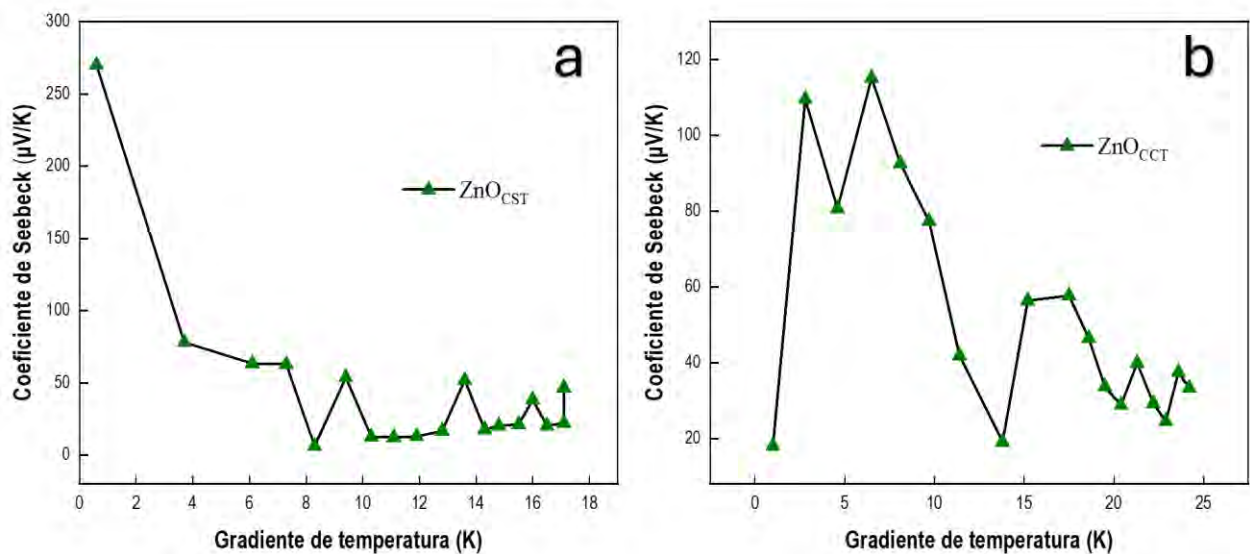 a
Coeficiente de Seebeck (µV/K)
300
250
200
150
100
50
0
ZnOCST
0 2 4 6 8 10 12 14 16 18
Gradiente de temperatura (K)
b
Coeficiente de Seebeck (µV/K)
120
100
80
60
40
20
ZnOCCT
0 5 10 15 20 25
Gradiente de temperatura (K)